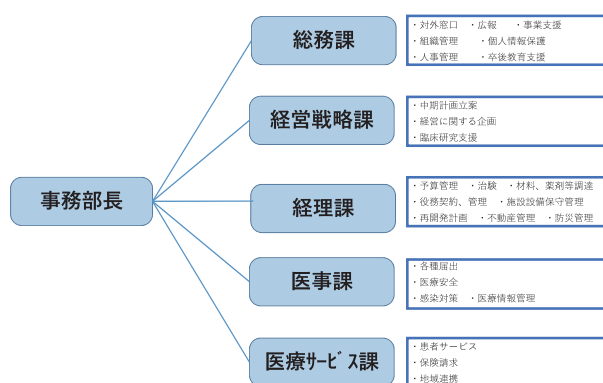 総務課
・対外窓口 ・広報 ・事業支援
・組織管理 ・個人情報保護
・人事管理 ・卒後教育支援
経営戦略課
・中期計画立案
・経営に関する企画
・臨床研究支援
事務部長
経理課
・予算管理 ・治験 ・材料、薬剤等調達
・役務契約、管理 ・施設設備保守管理
・再開発計画 ・不動産管理 ・防災管理
医事課
・各種届出
・医療安全
・感染対策 ・医療情報管理
医療サービス課
・患者サービス
・保険請求
・地域連携